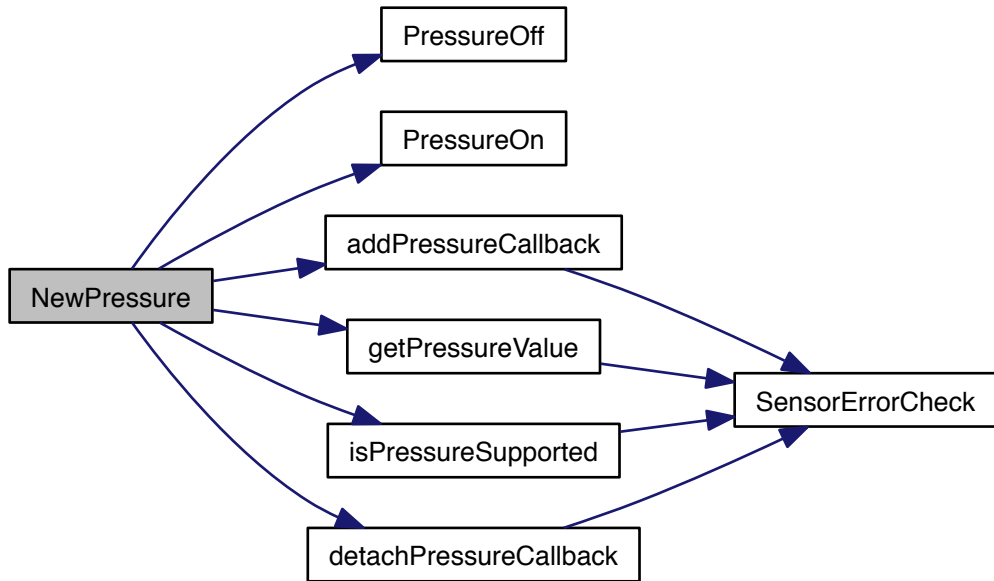 PressureOff
PressureOn
addPressureCallback
NewPressure
getPressureValue
SensorErrorCheck
isPressureSupported
detachPressureCallback